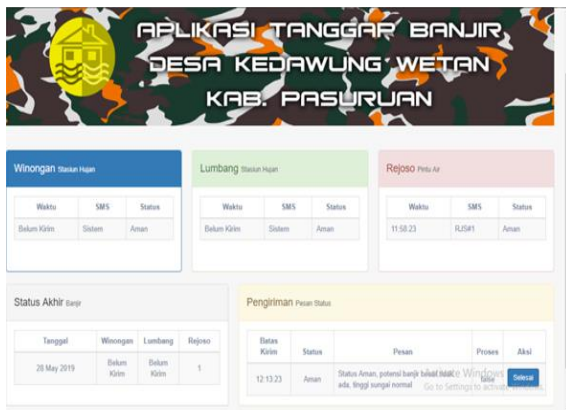 APLIKASI TANGGAP BANJIR
DESA KEDAWUNG WETAN
KAB. PASURUAN
Winongan Stasiun Hujan
Waktu SMS Status
Belum Kirim Sistem Aman
Lumbang Stasiun Hujan
Waktu SMS Status
Belum Kirim Sistem Aman
Rejoso Pintu Air
Waktu SMS Status
11:58:23 RJS#1 Aman
Status Akhir Banjir
Tanggal Winongan Lumbang Rejoso
28 May 2019 Belum Kirim Belum Kirim 1
Pengiriman Pesan Status
Batas Kirim Status Pesan Proses Aksi
12:13:23 Aman Status Aman, potensi banjir
ada, tinggi sungai normal false Selesai
Windows
Go to Settings to activate